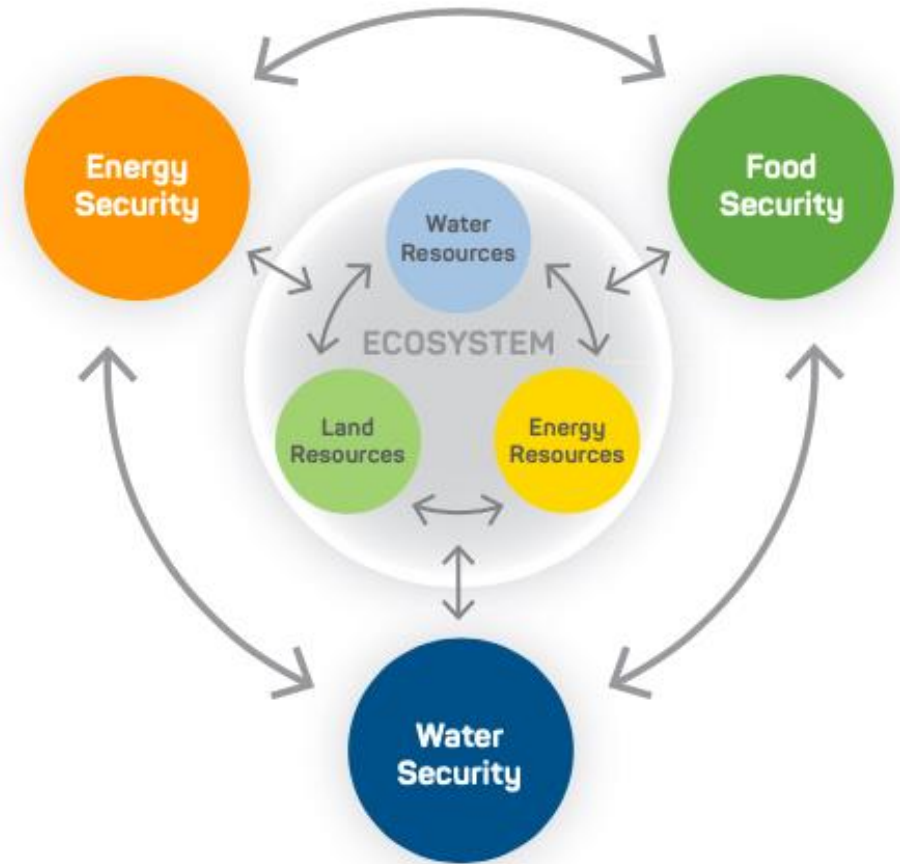 Energy
Security
Food
Security
Water
Resources
ECOSYSTEM
Land
Resources
Energy
Resources
Water
Security